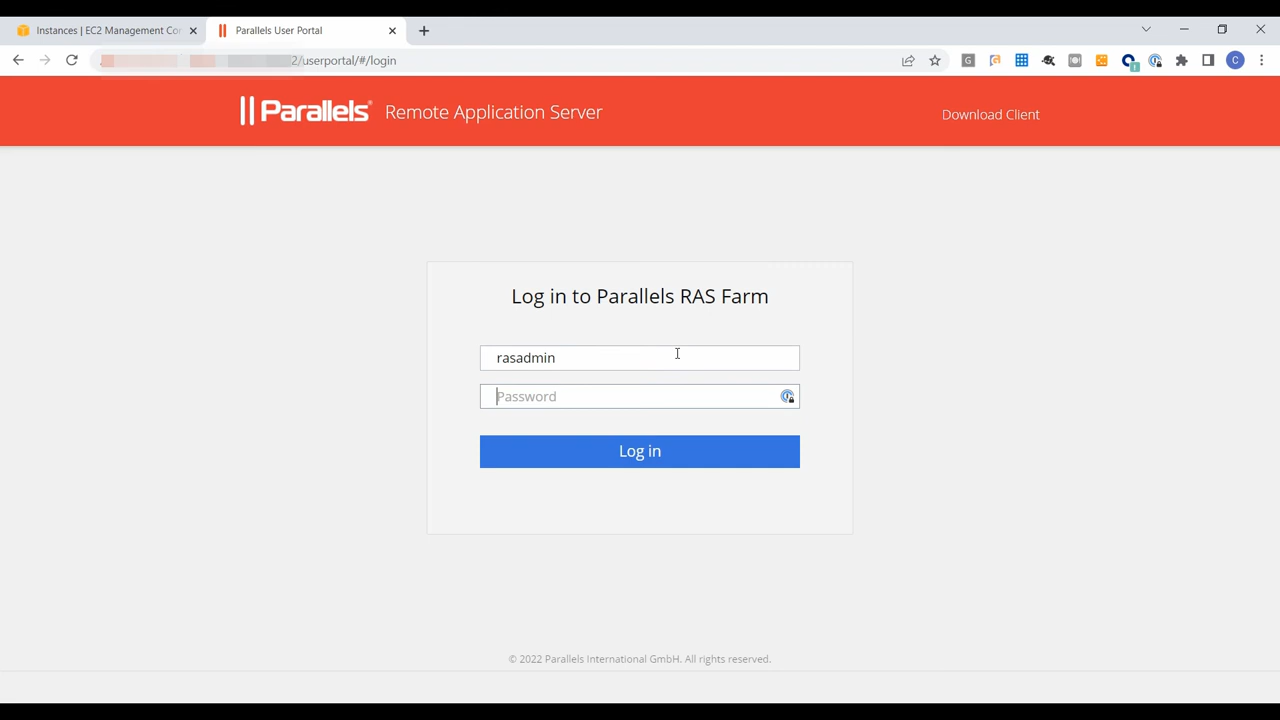 Instances | EC2 Management Co
Parallels User Portal
2/userportal/#/login
G
C
Parallels® Remote Application Server
Download Client
Log in to Parallels RAS Farm
rasadmin
Password
Log in
© 2022 Parallels International GmbH. All rights reserved.